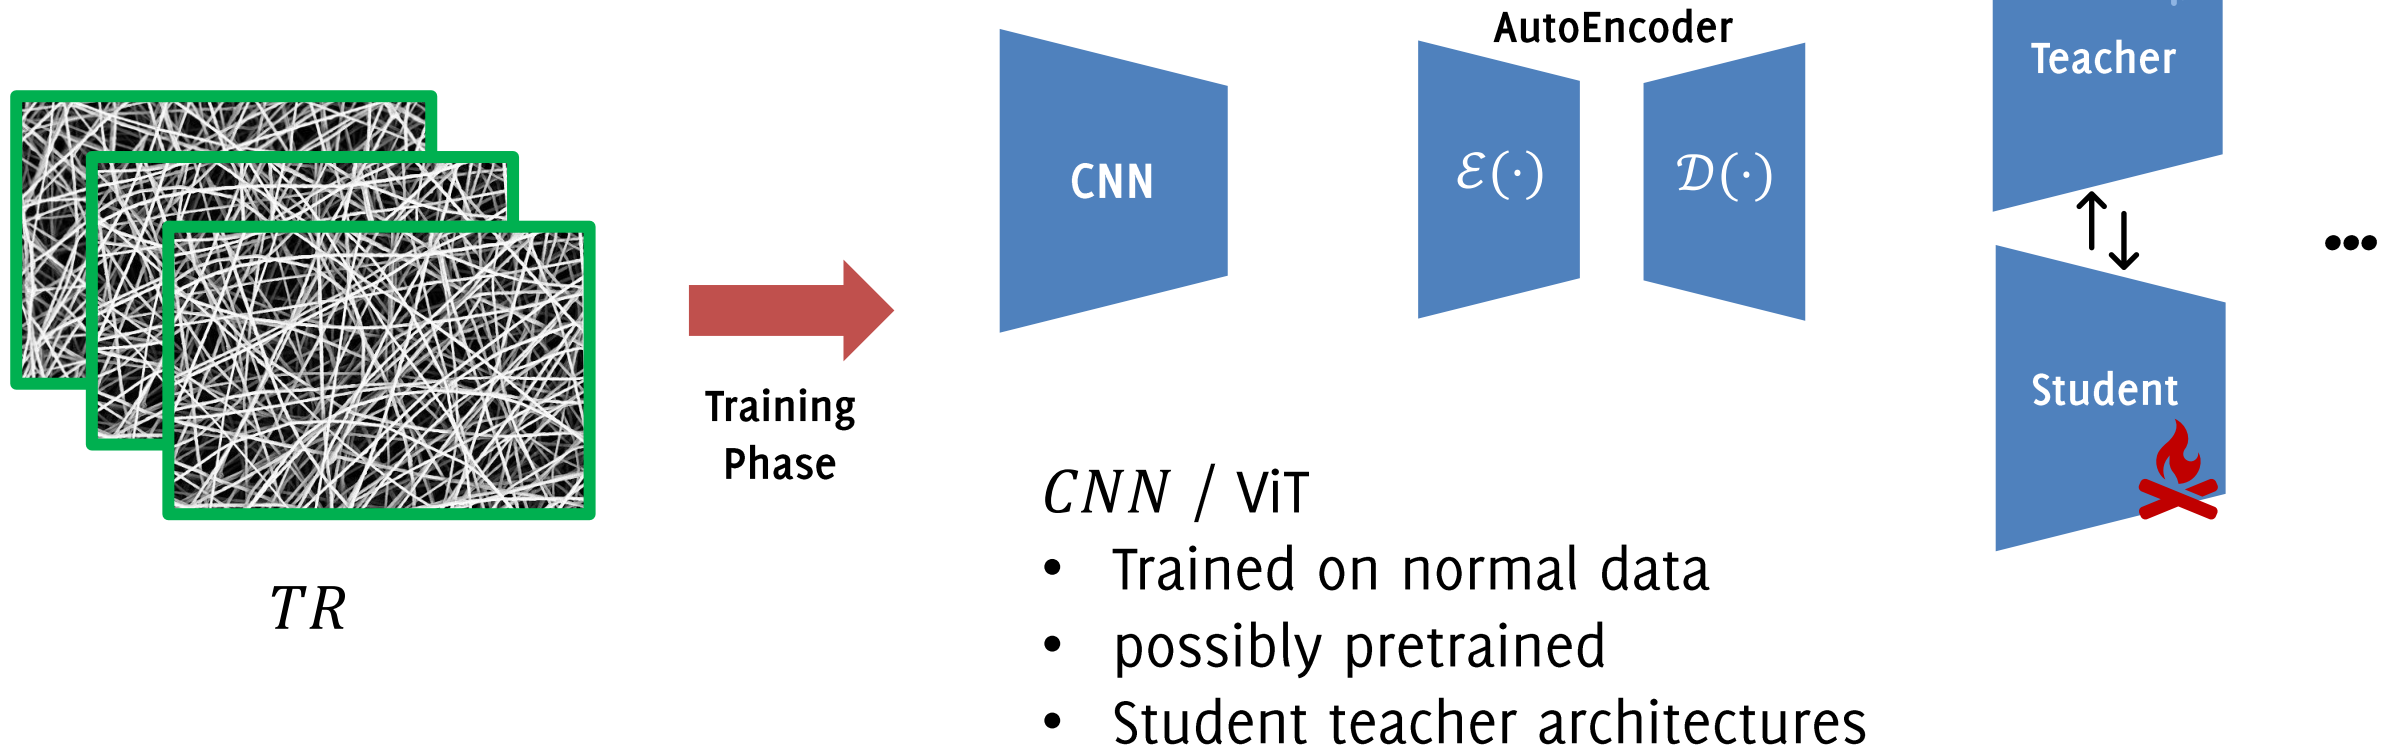 AutoEncoder
Teacher
CNN
ℰ(·)
𝒟(·)
•••
Student
Training
Phase
CNN / ViT
• Trained on normal data
• possibly pretrained
• Student teacher architectures
TR